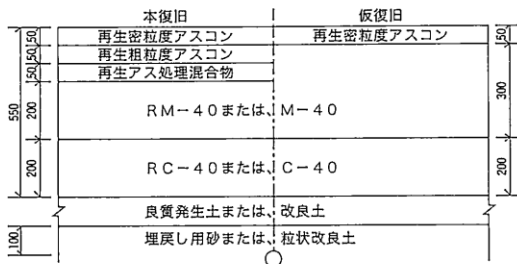 本復旧 仮復旧
50 再生密粒度アスコン 再生密粒度アスコン 50
50 再生粗粒度アスコン
50 再生アス処理混合物
550 200 RM－40または、M－40 300
200 RC－40または、C－40 200
良質発生土または、改良土
100 埋戻し用砂または、粒状改良土